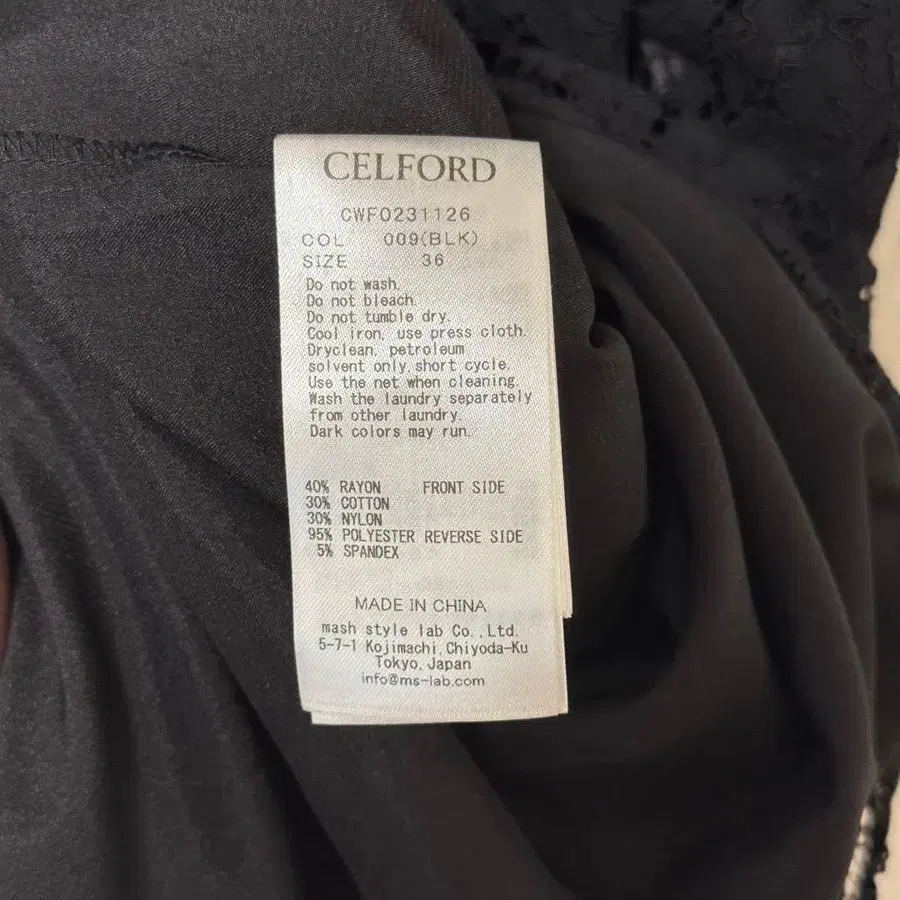 CELFORD
CWFO231126
COL 009(BLK)
SIZE 36
Do not wash.
Do not bleach.
Do not tumble dry.
Cool iron, use press cloth.
Dryclean, petroleum
solvent only,short cycle.
Use the net when cleaning.
Wash the laundry separately
from other laundry.
Dark colors may run.
40% RAYON FRONT SIDE
30% COTTON
30% NYLON
95% POLYESTER REVERSE SIDE
5% SPANDEX
MADE IN CHINA
mash style lab Co.,Ltd.
5-7-1 Kojimachi,Chiyoda-Ku
Tokyo,Japan
info@ms-lab.com